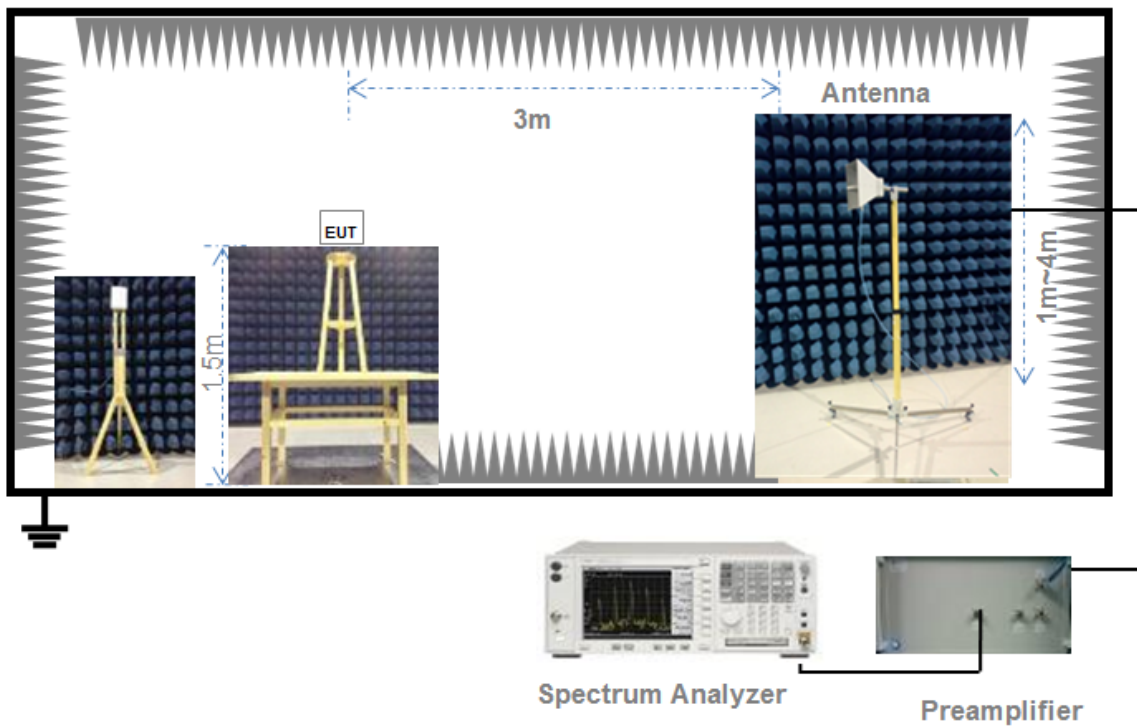 Antenna
3m
EUT
1.5m
1m~4m
Spectrum Analyzer
Preamplifier